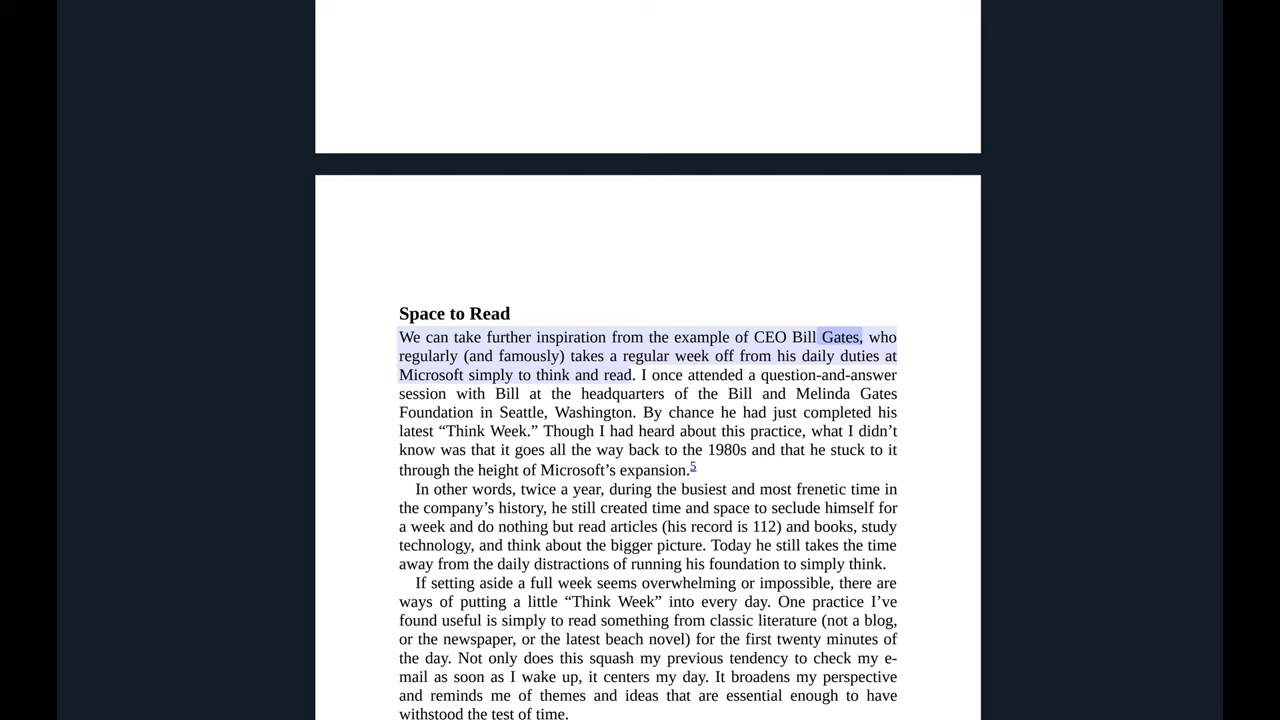 Space to Read
We can take further inspiration from the example of CEO Bill Gates, who
regularly (and famously) takes a regular week off from his daily duties at
Microsoft simply to think and read. I once attended a question-and-answer
session with Bill at the headquarters of the Bill and Melinda Gates
Foundation in Seattle, Washington. By chance he had just completed his
latest “Think Week.” Though I had heard about this practice, what I didn’t
know was that it goes all the way back to the 1980s and that he stuck to it
through the height of Microsoft’s expansion.5
In other words, twice a year, during the busiest and most frenetic time in
the company’s history, he still created time and space to seclude himself for
a week and do nothing but read articles (his record is 112) and books, study
technology, and think about the bigger picture. Today he still takes the time
away from the daily distractions of running his foundation to simply think.
If setting aside a full week seems overwhelming or impossible, there are
ways of putting a little “Think Week” into every day. One practice I’ve
found useful is simply to read something from classic literature (not a blog,
or the newspaper, or the latest beach novel) for the first twenty minutes of
the day. Not only does this squash my previous tendency to check my e-
mail as soon as I wake up, it centers my day. It broadens my perspective
and reminds me of themes and ideas that are essential enough to have
withstood the test of time.